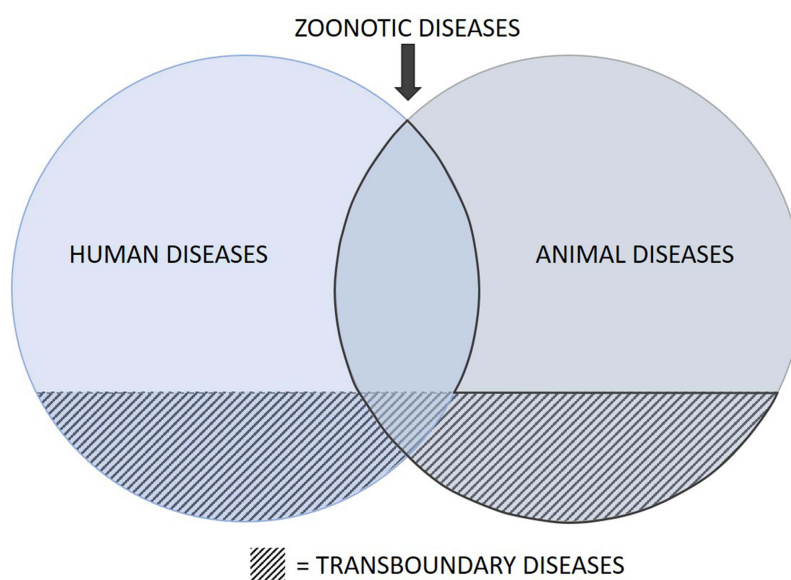 ZOONOTIC DISEASES
HUMAN DISEASES
ANIMAL DISEASES
= TRANSBOUNDARY DISEASES